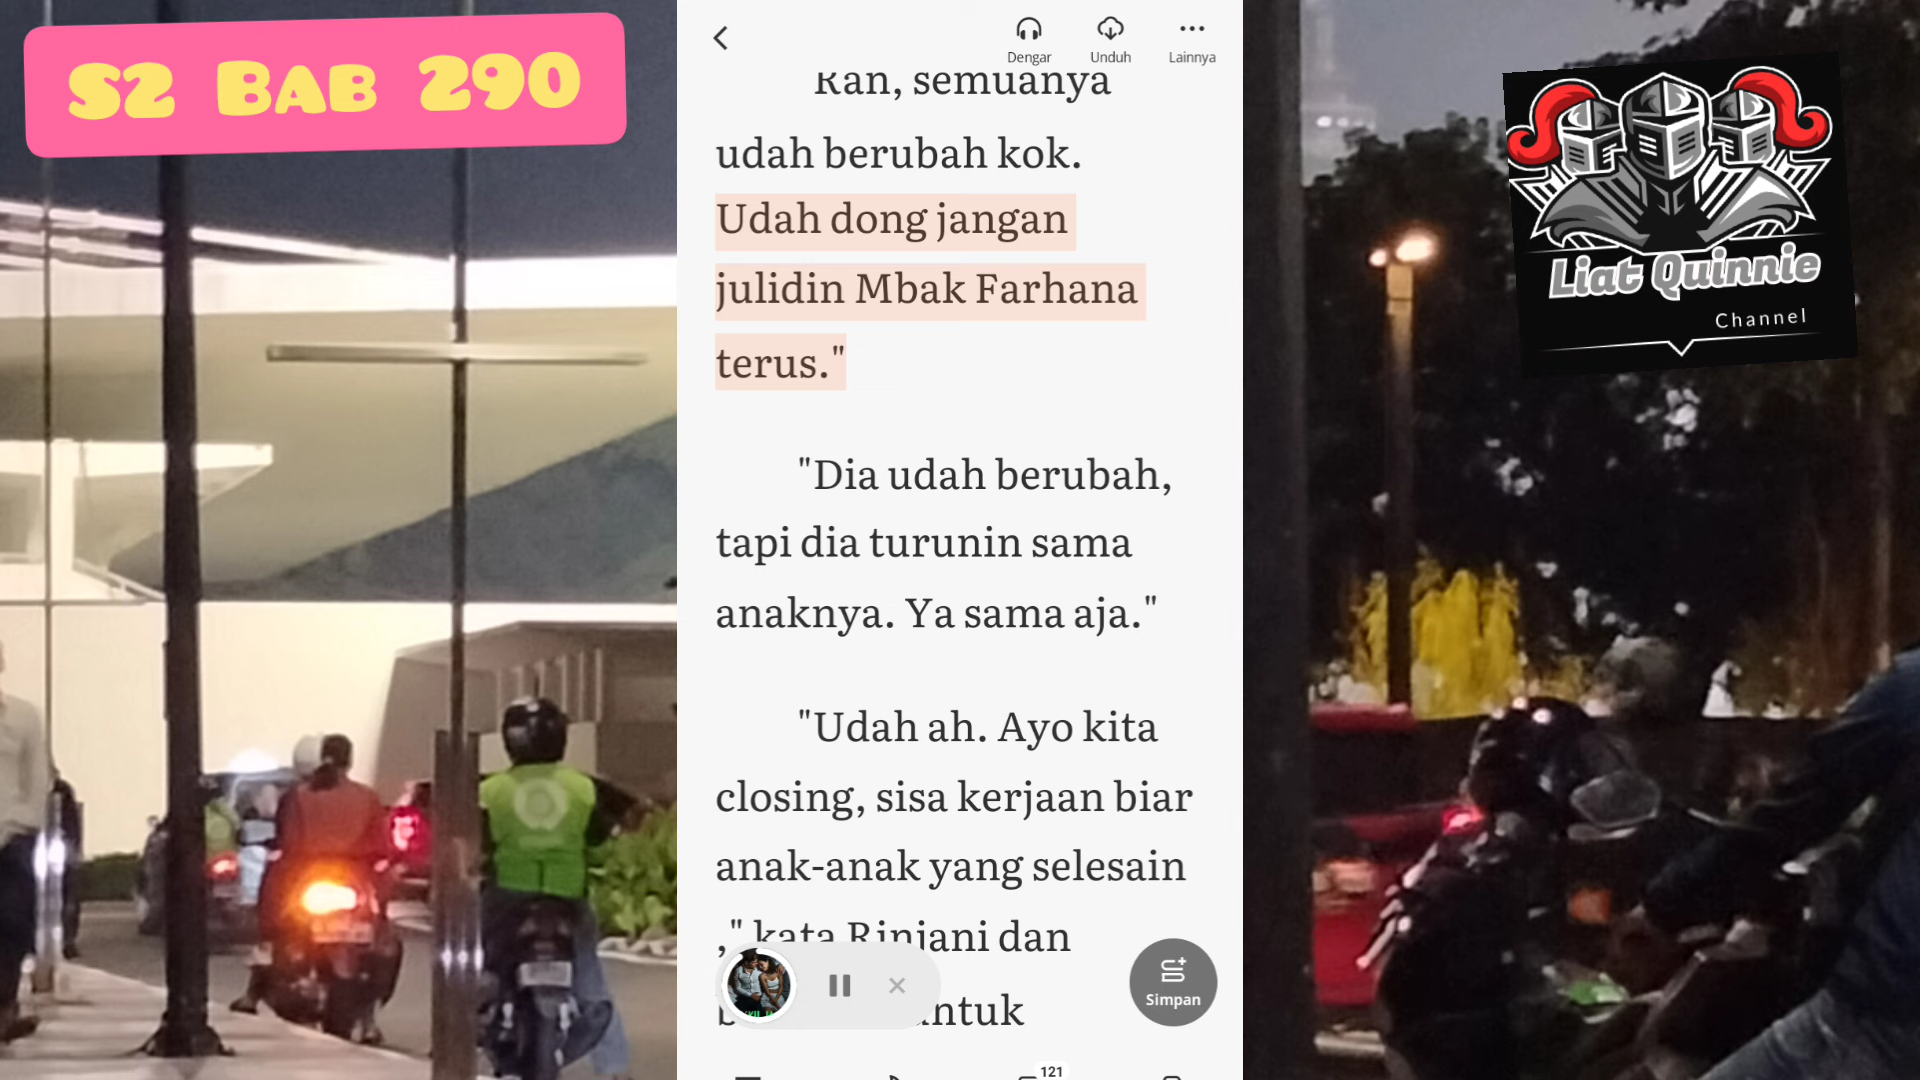 S2 BAB 290
Dengar
Unduh
Lainnya
Kan, semuanya
udah berubah kok.
Udah dong jangan
julidin Mbak Farhana
terus."
"Dia udah berubah,
tapi dia turunin sama
anaknya. Ya sama aja."
"Udah ah. Ayo kita
closing, sisa kerjaan biar
anak-anak yang selesain
," kata Rinjani dan
Simpan
121
Liat Quinnie
Channel